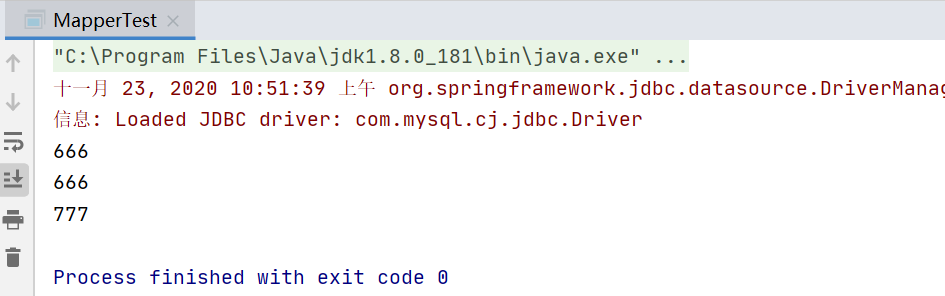 MapperTest
"C:\Program Files\Java\jdk1.8.0_181\bin\java.exe" ...
十一月 23, 2020 10:51:39 上午 org.springframework.jdbc.datasource.DriverManag
信息: Loaded JDBC driver: com.mysql.cj.jdbc.Driver
666
666
777
Process finished with exit code 0